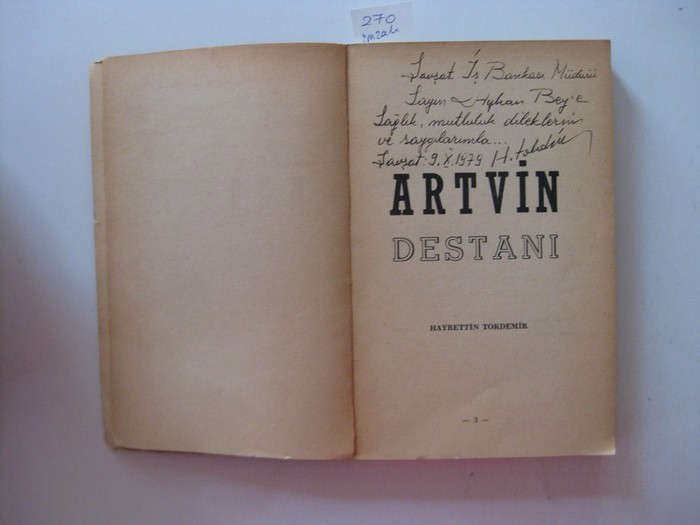 270
imzalı
Şavşat İş Bankası Müdürü
Sayın Ayhan Bey'e
Sağlık, mutluluk dileklerim
ve saygılarımla...
Şavşat: 9.X.1979 H. Tokdemir
ARTVİN
DESTANI
HAYRETTİN TOKDEMİR
— 3 —